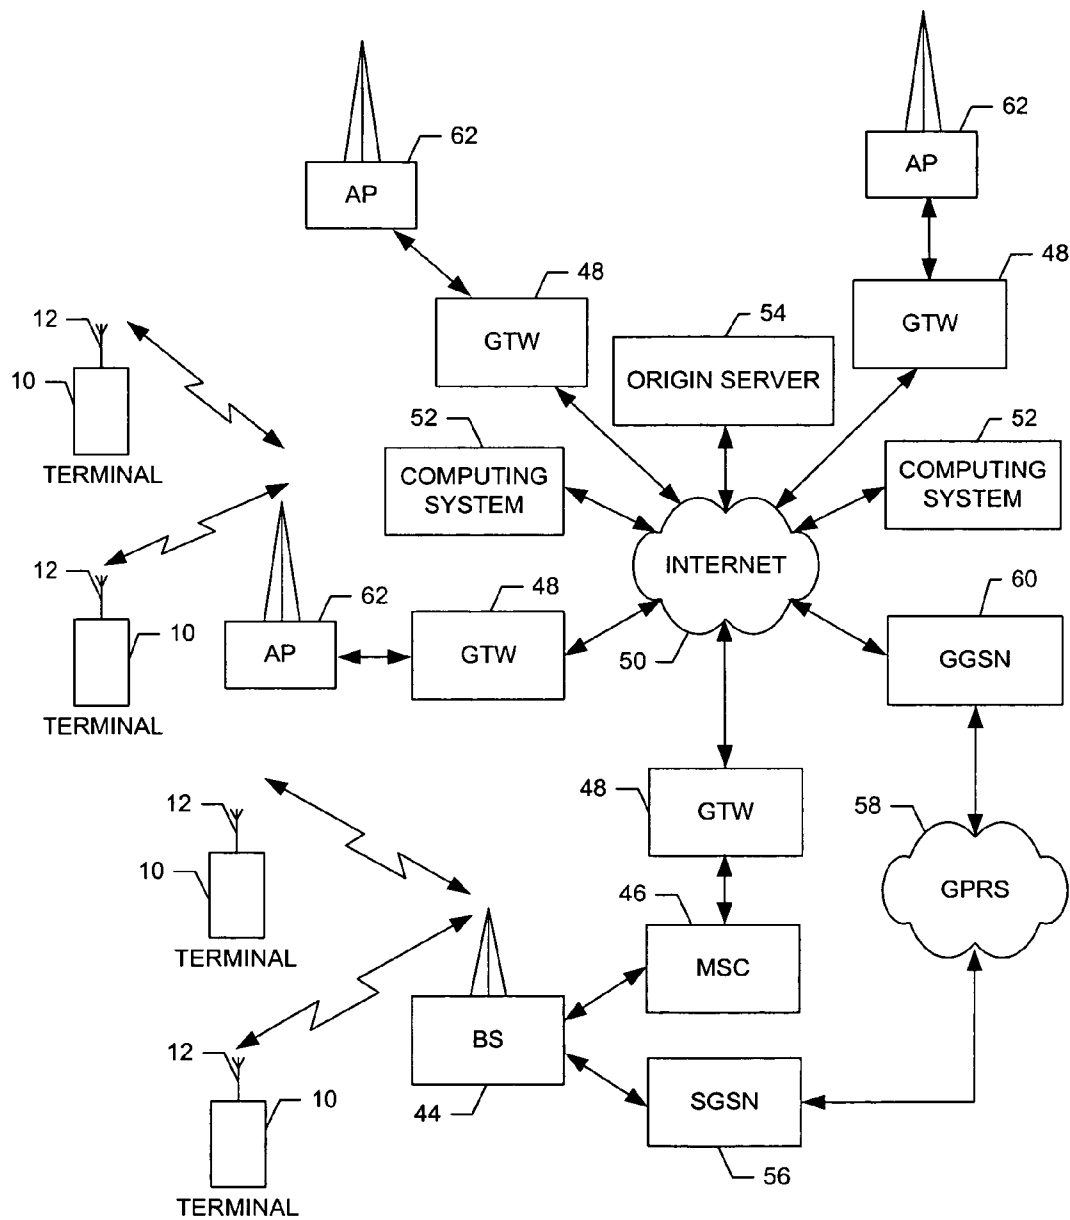 62
AP
62
AP
48
GTW
48
GTW
54
ORIGIN SERVER
12
10
TERMINAL
52
COMPUTING
SYSTEM
52
COMPUTING
SYSTEM
INTERNET
50
12
10
TERMINAL
62
AP
48
GTW
60
GGSN
48
GTW
58
GPRS
12
10
TERMINAL
46
MSC
BS
44
12
10
TERMINAL
SGSN
56